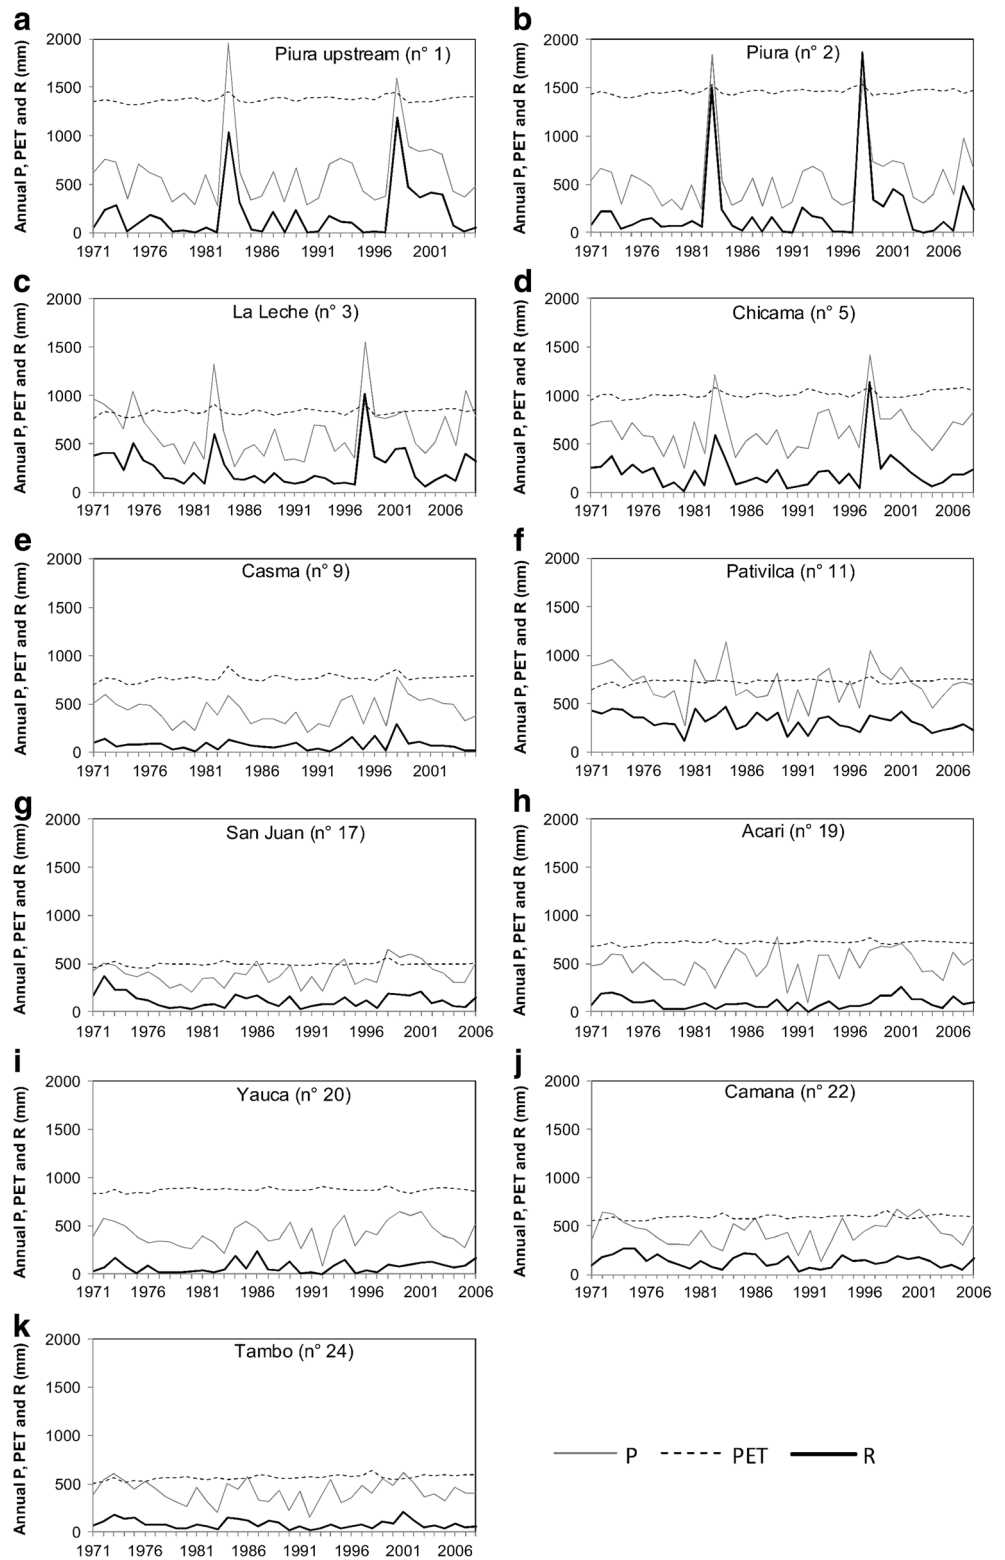 a
Annual P, PET and R (mm)
Piura upstream (n° 1)
2000
1500
1000
500
0
1971 1976 1981 1986 1991 1996 2001
b
Annual P, PET and R (mm)
Piura (n° 2)
2000
1500
1000
500
0
1971 1976 1981 1986 1991 1996 2001 2006
c
Annual P, PET and R (mm)
La Leche (n° 3)
2000
1500
1000
500
0
1971 1976 1981 1986 1991 1996 2001 2006
d
Annual P, PET and R (mm)
Chicama (n° 5)
2000
1500
1000
500
0
1971 1976 1981 1986 1991 1996 2001 2006
e
Annual P, PET and R (mm)
Casma (n° 9)
2000
1500
1000
500
0
1971 1976 1981 1986 1991 1996 2001
f
Annual P, PET and R (mm)
Pativilca (n° 11)
2000
1500
1000
500
0
1971 1976 1981 1986 1991 1996 2001 2006
g
Annual P, PET and R (mm)
San Juan (n° 17)
2000
1500
1000
500
0
1971 1976 1981 1986 1991 1996 2001 2006
h
Annual P, PET and R (mm)
Acari (n° 19)
2000
1500
1000
500
0
1971 1976 1981 1986 1991 1996 2001 2006
i
Annual P, PET and R (mm)
Yauca (n° 20)
2000
1500
1000
500
0
1971 1976 1981 1986 1991 1996 2001 2006
j
Annual P, PET and R (mm)
Camana (n° 22)
2000
1500
1000
500
0
1971 1976 1981 1986 1991 1996 2001 2006
k
Annual P, PET and R (mm)
Tambo (n° 24)
2000
1500
1000
500
0
1971 1976 1981 1986 1991 1996 2001 2006
P PET R